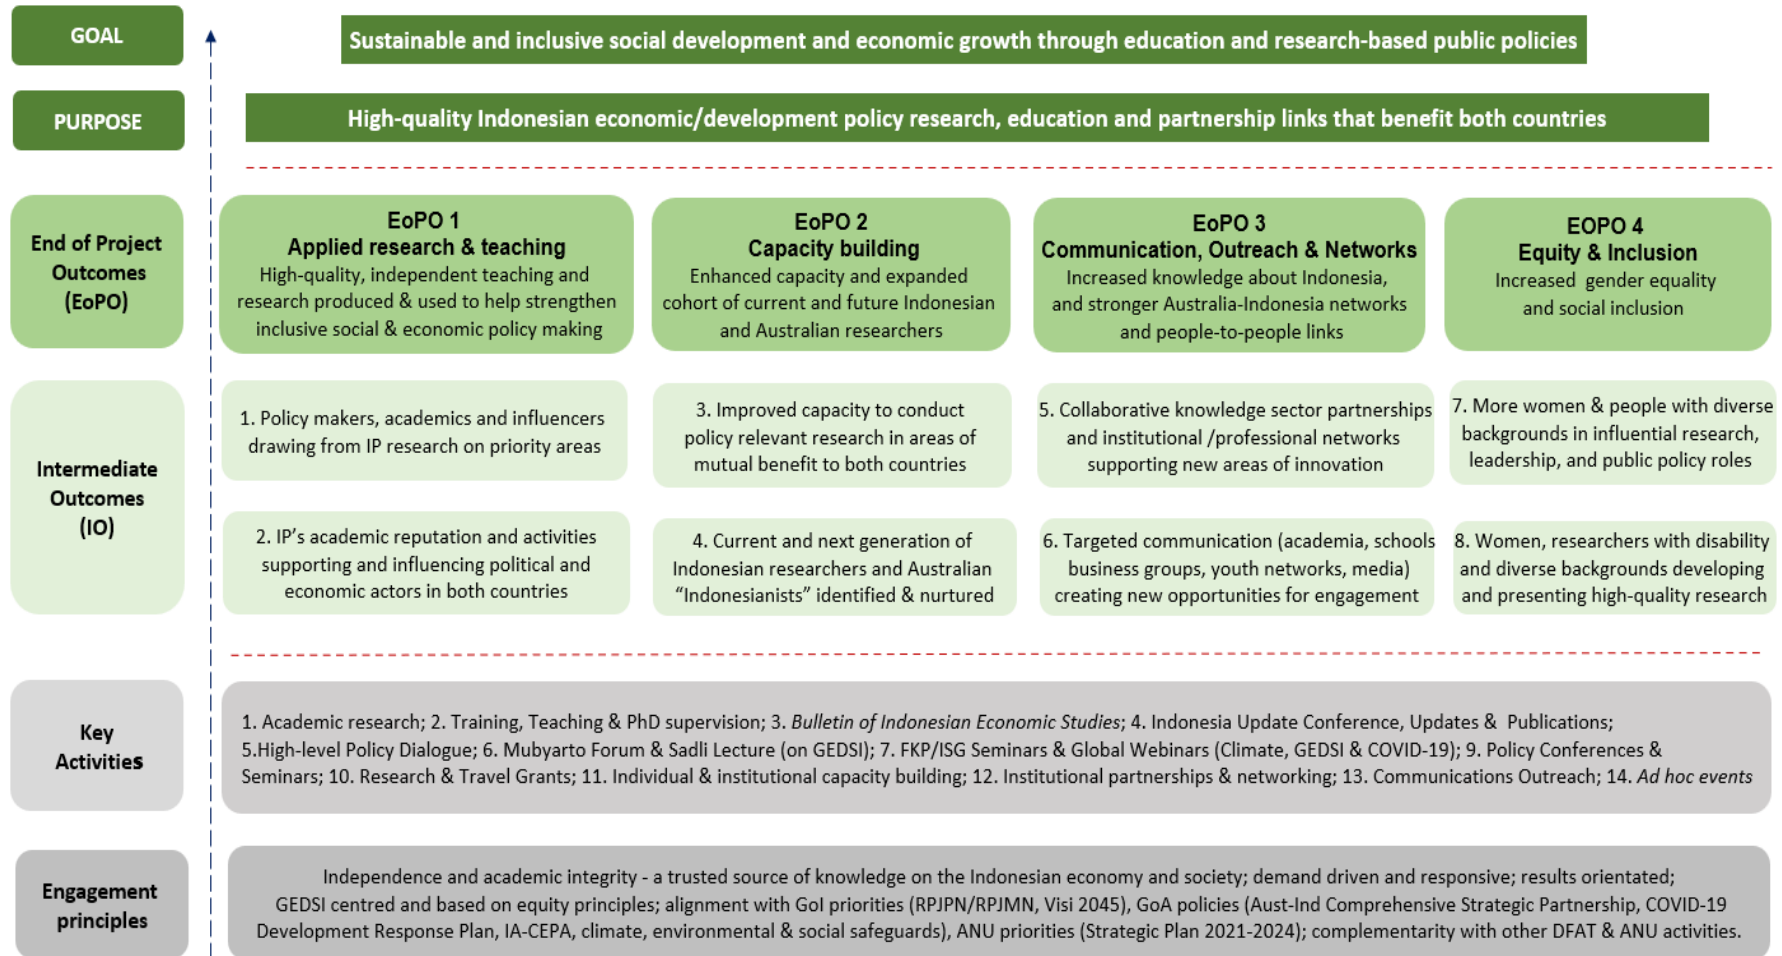 GOAL
Sustainable and inclusive social development and economic growth through education and research-based public policies
PURPOSE
High-quality Indonesian economic/development policy research, education and partnership links that benefit both countries
End of Project
Outcomes
(EoPO)
EoPO 1
Applied research & teaching
High-quality, independent teaching and
research produced & used to help strengthen
inclusive social & economic policy making
EoPO 2
Capacity building
Enhanced capacity and expanded
cohort of current and future Indonesian
and Australian researchers
EoPO 3
Communication, Outreach & Networks
Increased knowledge about Indonesia,
and stronger Australia-Indonesia networks
and people-to-people links
EOPO 4
Equity & Inclusion
Increased gender equality
and social inclusion
Intermediate
Outcomes
(IO)
1. Policy makers, academics and influencers
drawing from IP research on priority areas
3. Improved capacity to conduct
policy relevant research in areas of
mutual benefit to both countries
5. Collaborative knowledge sector partnerships
and institutional /professional networks
supporting new areas of innovation
7. More women & people with diverse
backgrounds in influential research,
leadership, and public policy roles
2. IP’s academic reputation and activities
supporting and influencing political and
economic actors in both countries
4. Current and next generation of
Indonesian researchers and Australian
“Indonesianists” identified & nurtured
6. Targeted communication (academia, schools
business groups, youth networks, media)
creating new opportunities for engagement
8. Women, researchers with disability
and diverse backgrounds developing
and presenting high-quality research
Key
Activities
1. Academic research; 2. Training, Teaching & PhD supervision; 3. Bulletin of Indonesian Economic Studies; 4. Indonesia Update Conference, Updates & Publications;
5.High-level Policy Dialogue; 6. Mubyarto Forum & Sadli Lecture (on GEDSI); 7. FKP/ISG Seminars & Global Webinars (Climate, GEDSI & COVID-19); 9. Policy Conferences &
Seminars; 10. Research & Travel Grants; 11. Individual & institutional capacity building; 12. Institutional partnerships & networking; 13. Communications Outreach; 14. Ad hoc events
Engagement
principles
Independence and academic integrity - a trusted source of knowledge on the Indonesian economy and society; demand driven and responsive; results orientated;
GEDSI centred and based on equity principles; alignment with GoI priorities (RPJPN/RPJMN, Visi 2045), GoA policies (Aust-Ind Comprehensive Strategic Partnership, COVID-19
Development Response Plan, IA-CEPA, climate, environmental & social safeguards), ANU priorities (Strategic Plan 2021-2024); complementarity with other DFAT & ANU activities.